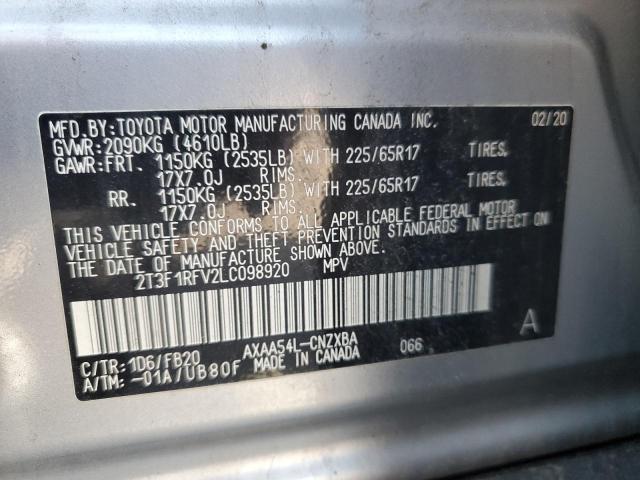 MFD.BY:TOYOTA MOTOR MANUFACTURING CANADA INC. 02/20
GVWR:2090KG (4610LB)
GAWR:FRT. 1150KG (2535LB) WITH 225/65R17 TIRES.
17X7.0J RIMS.
RR. 1150KG (2535LB) WITH 225/65R17 TIRES.
17X7.0J RIMS.
THIS VEHICLE CONFORMS TO ALL APPLICABLE FEDERAL MOTOR
VEHICLE SAFETY AND THEFT PREVENTION STANDARDS IN EFFECT ON
THE DATE OF MANUFACTURE SHOWN ABOVE.
2T3F1RFV2LC098920 MPV
A
C/TR:1D6/FB20 AXAA54L-CNZXBA 066
A/TM:-01A/UB80F MADE IN CANADA